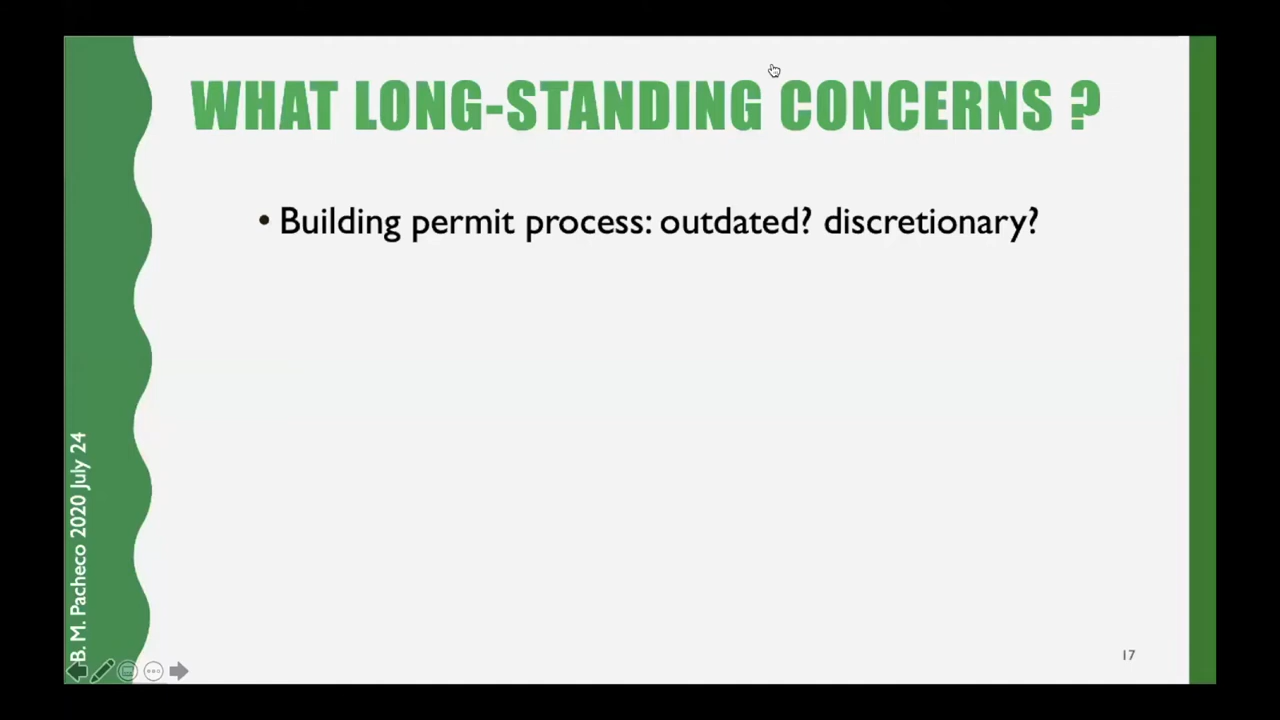 WHAT LONG-STANDING CONCERNS ?
• Building permit process: outdated? discretionary?
B. M. Pacheco 2020 July 24
17